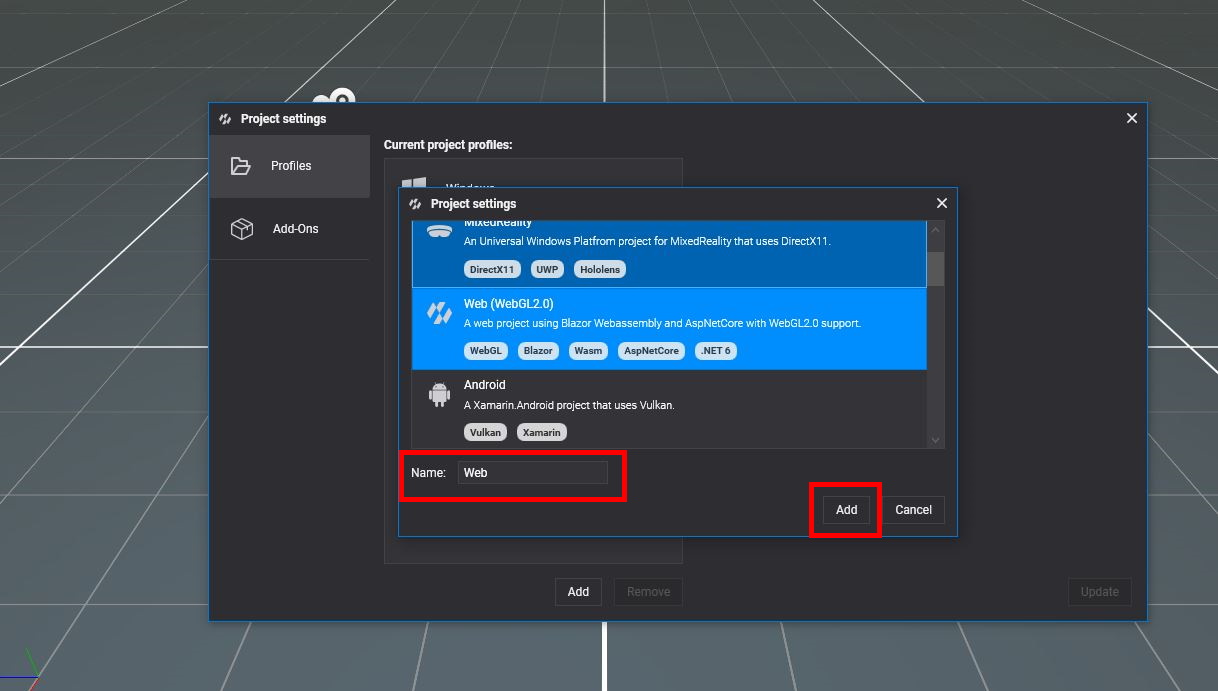 Project settings
Profiles
Add-Ons
Current project profiles:
Windows
Project settings
MixedReality
An Universal Windows Platfrom project for MixedReality that uses DirectX11.
DirectX11 UWP Hololens
Web (WebGL2.0)
A web project using Blazor Webassembly and AspNetCore with WebGL2.0 support.
WebGL Blazor Wasm AspNetCore .NET 6
Android
A Xamarin.Android project that uses Vulkan.
Vulkan Xamarin
Name: Web
Add Cancel
Add Remove Update